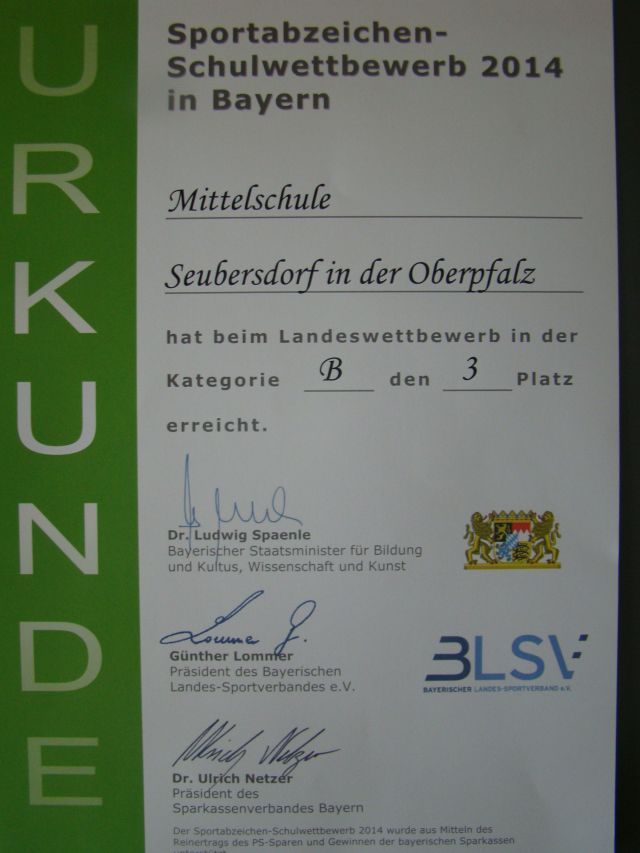 URKUNDE
Sportabzeichen-
Schulwettbewerb 2014
in Bayern
Mittelschule
Seubersdorf in der Oberpfalz
hat beim Landeswettbewerb in der
Kategorie B den 3 Platz
erreicht.
Dr. Ludwig Spaenle
Bayerischer Staatsminister für Bildung
und Kultus, Wissenschaft und Kunst
Günther Lommer
Präsident des Bayerischen
Landes-Sportverbandes e.V.
BLSV
BAYERISCHER LANDES-SPORTVERBAND e.V.
Dr. Ulrich Netzer
Präsident des
Sparkassenverbandes Bayern
Der Sportabzeichen-Schulwettbewerb 2014 wurde aus Mitteln des
Reinertrags des PS-Sparen und Gewinnen der bayerischen Sparkassen